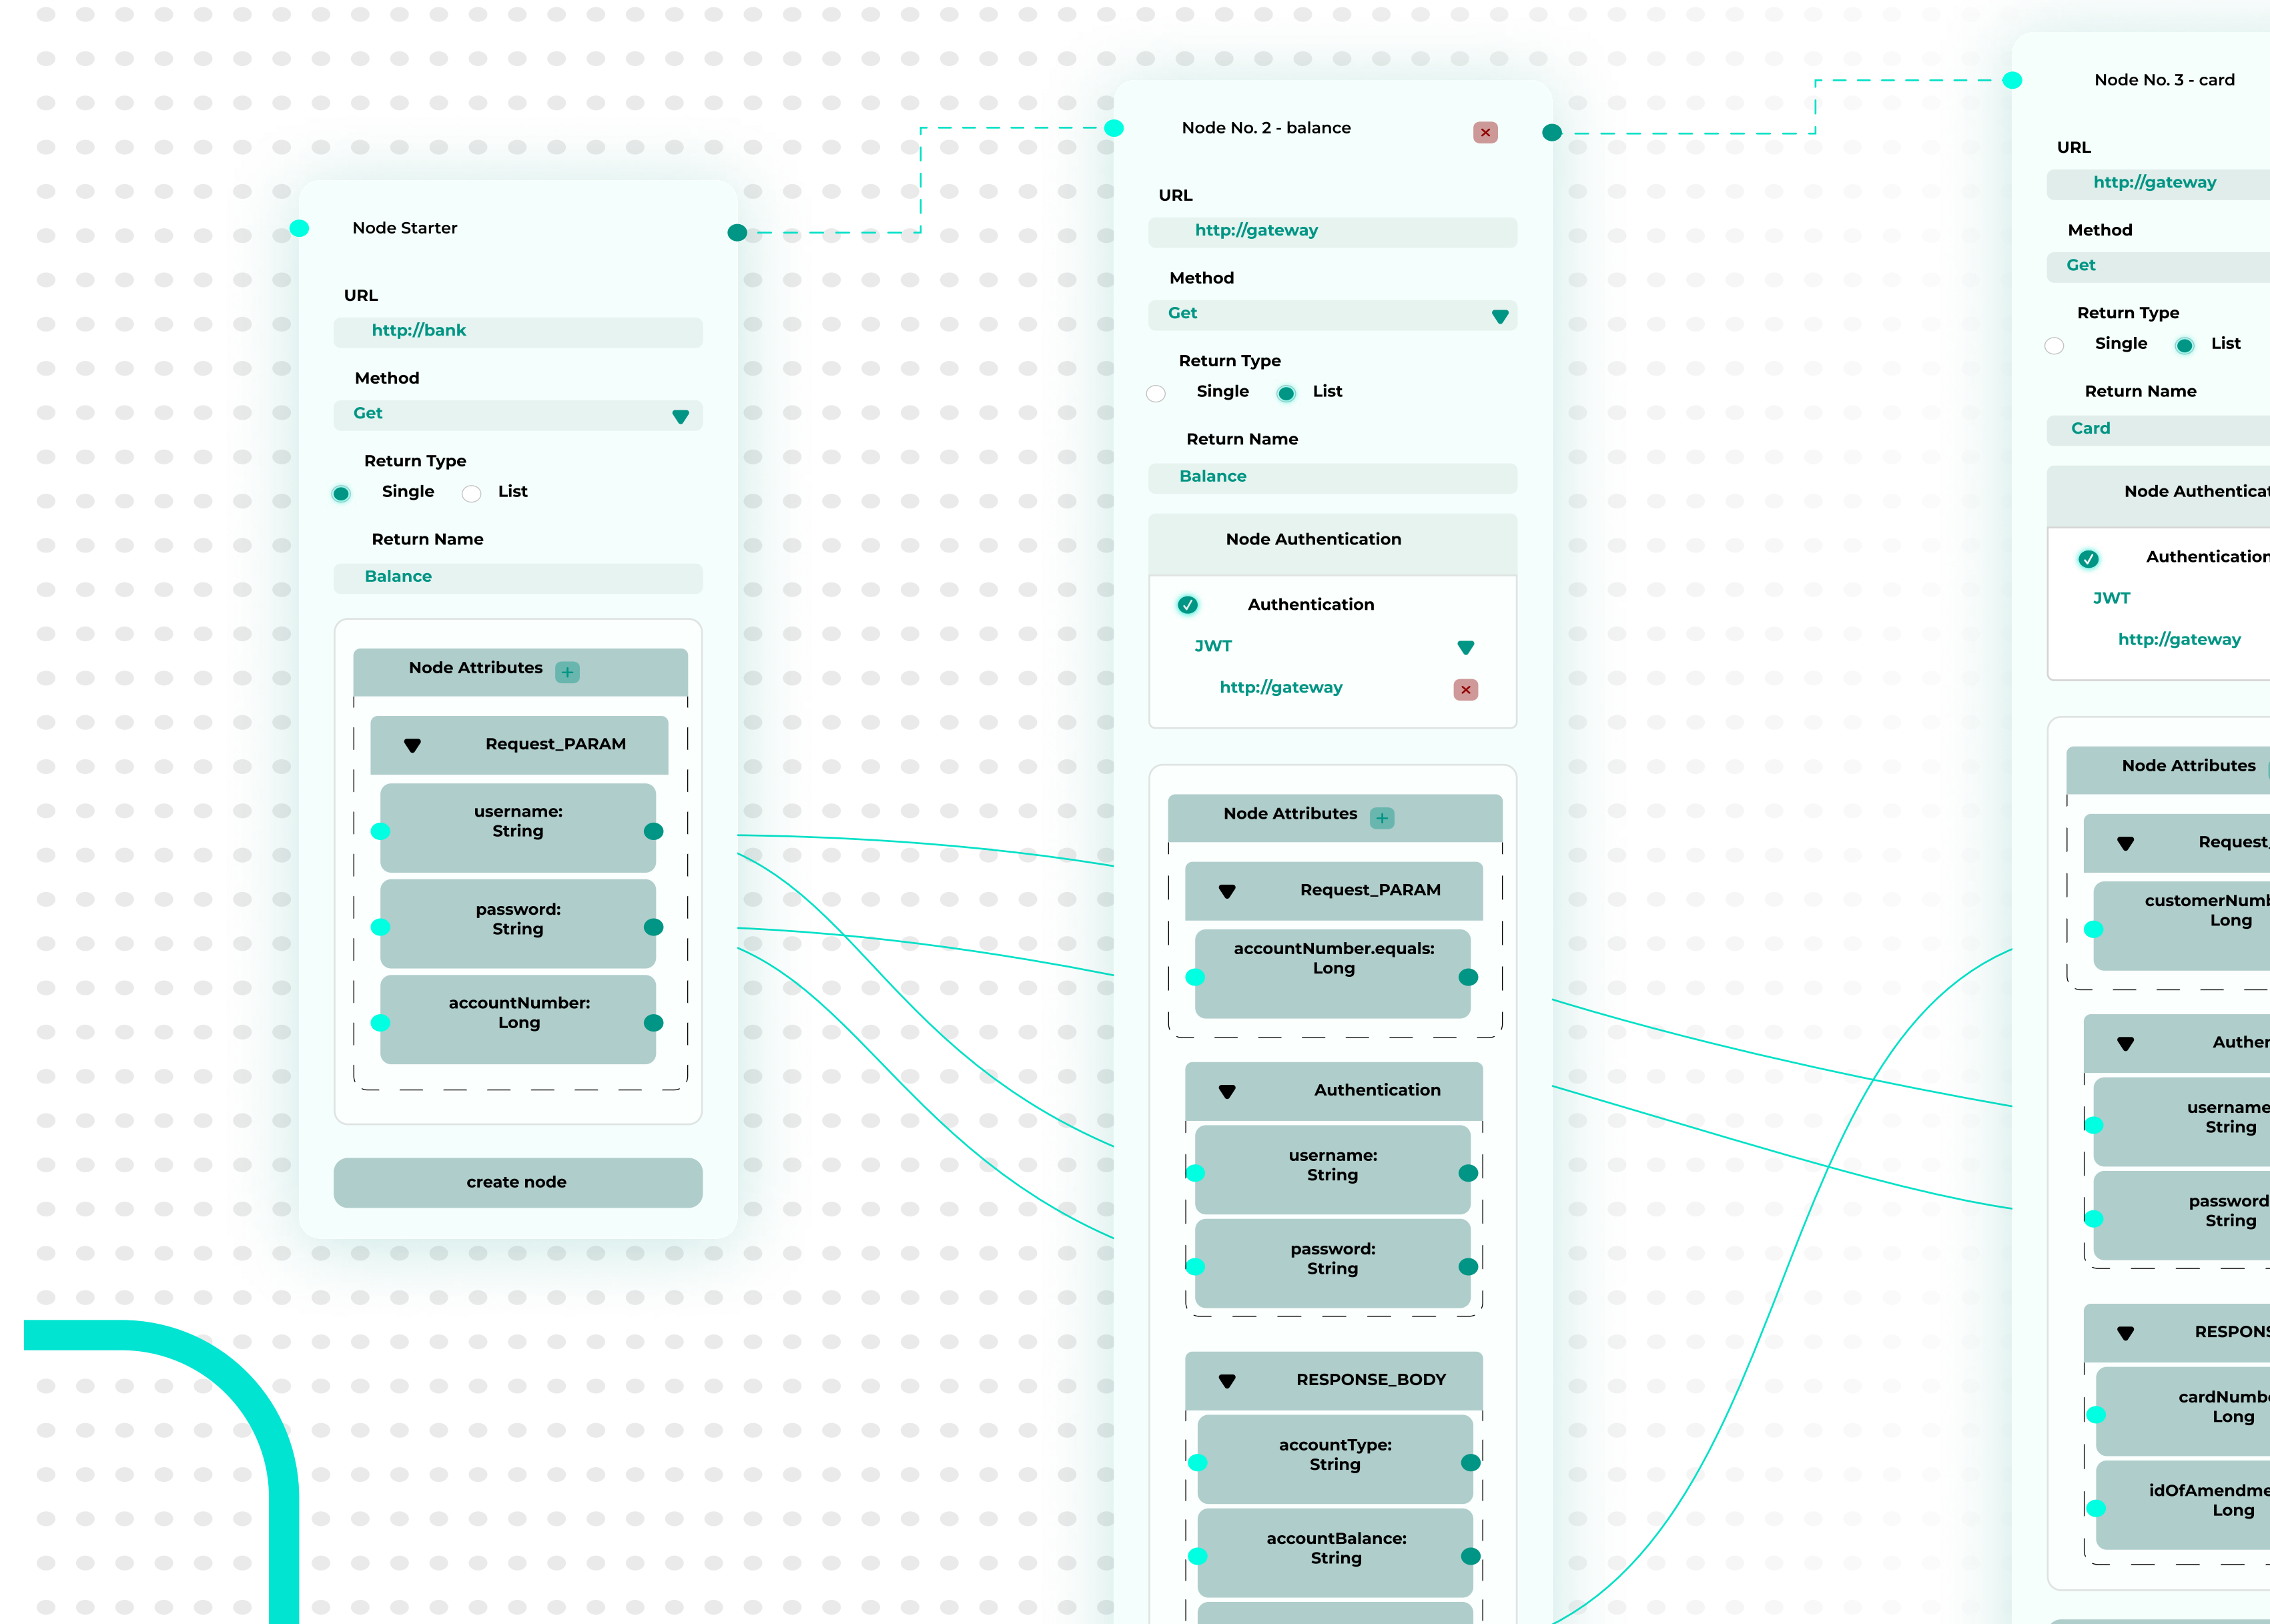 Node Starter
URL
http://bank
Method
Get
Return Type
Single
List
Return Name
Balance
Node Attributes
Request_PARAM
username:
String
password:
String
accountNumber:
Long
create node
Node No. 2 - balance
URL
http://gateway
Method
Get
Return Type
Single
List
Return Name
Balance
Node Authentication
Authentication
JWT
http://gateway
Node Attributes
Request_PARAM
accountNumber.equals:
Long
Authentication
username:
String
password:
String
RESPONSE_BODY
accountType:
String
accountBalance:
String
Node No. 3 - card
URL
http://gateway
Method
Get
Return Type
Single
List
Return Name
Card
Node
Authentication
JWT
http://gateway
Node Attributes
String
String
Long
Long
Long